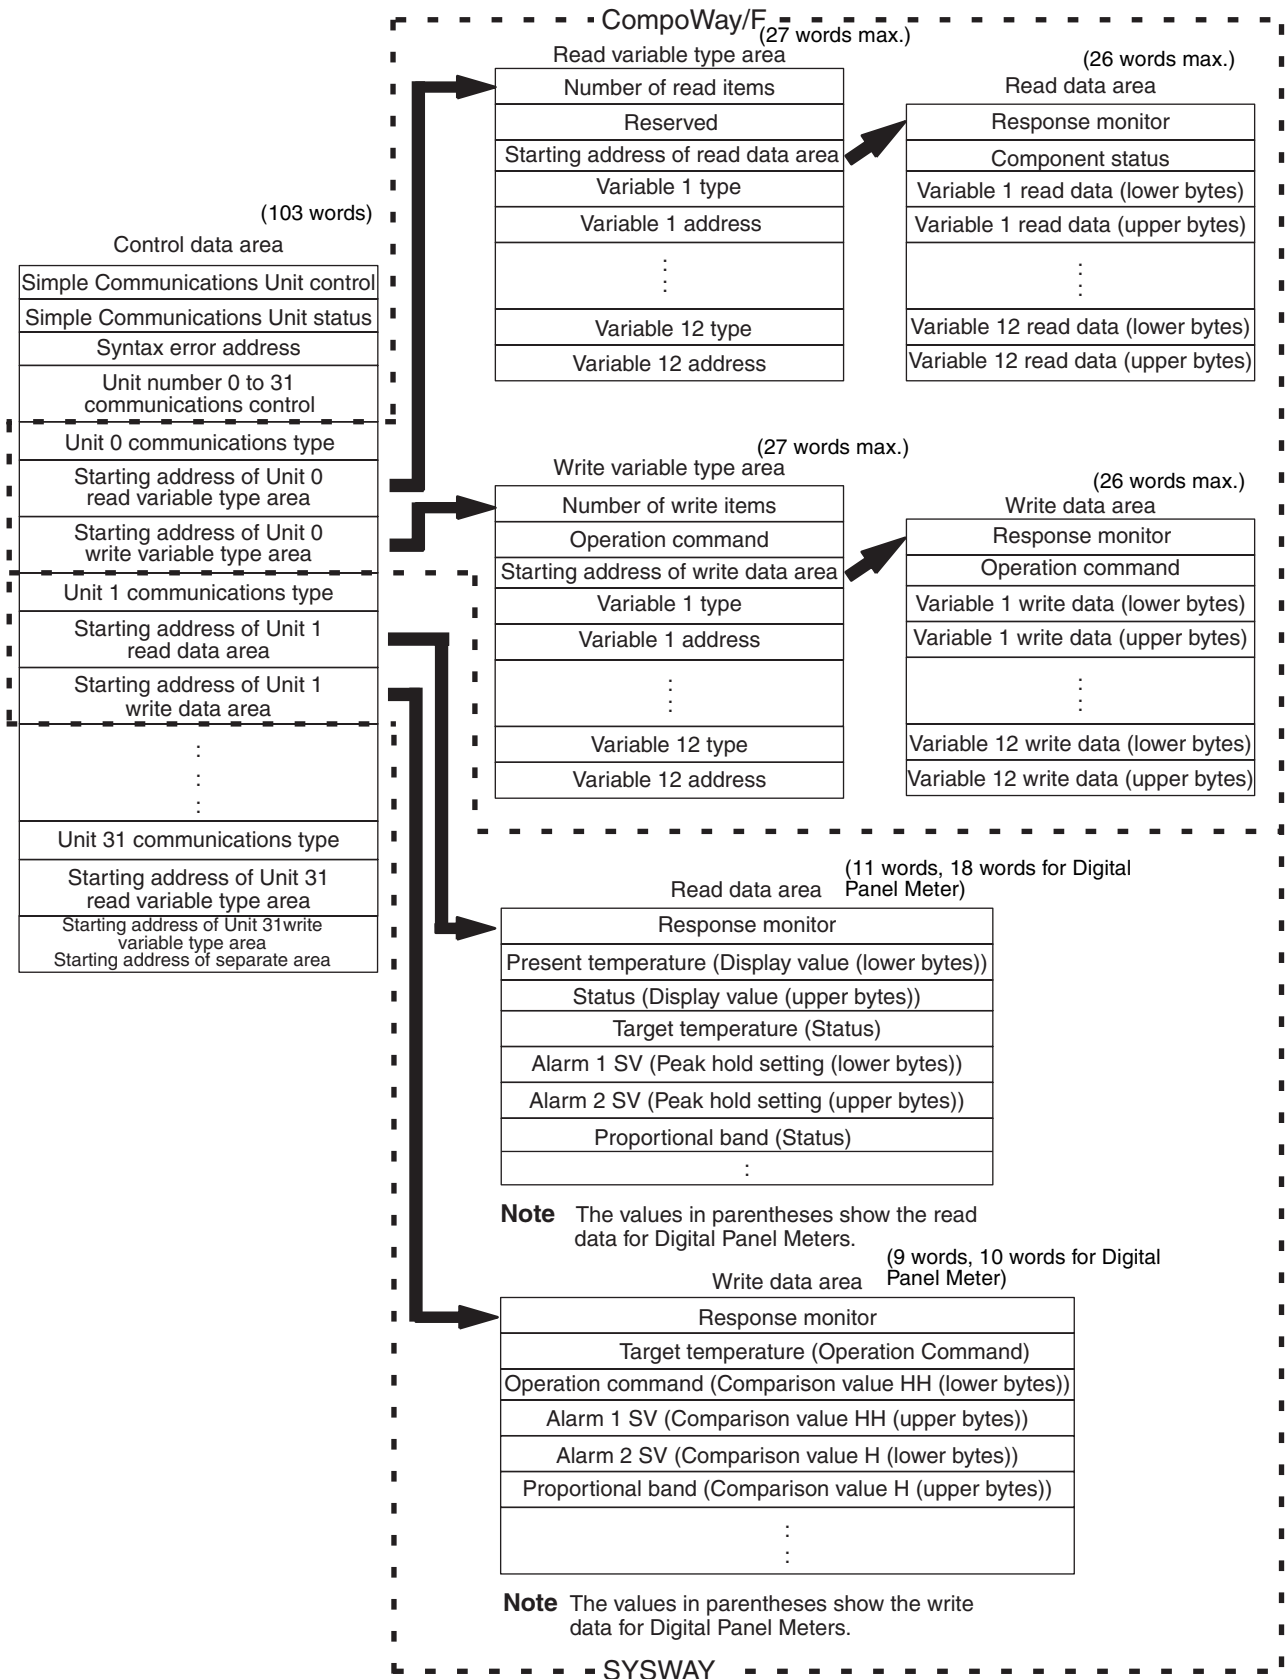 CompoWay/F
(27 words max.)
Read variable type area
Number of read items
Reserved
Starting address of read data area
Variable 1 type
Variable 1 address
:
:
Variable 12 type
Variable 12 address
(26 words max.)
Read data area
Response monitor
Component status
Variable 1 read data (lower bytes)
Variable 1 read data (upper bytes)
:
:
Variable 12 read data (lower bytes)
Variable 12 read data (upper bytes)
(103 words)
Control data area
Simple Communications Unit control
Simple Communications Unit status
Syntax error address
Unit number 0 to 31
communications control
Unit 0 communications type
Starting address of Unit 0
read variable type area
Starting address of Unit 0
write variable type area
Unit 1 communications type
Starting address of Unit 1
read data area
Starting address of Unit 1
write data area
:
:
:
Unit 31 communications type
Starting address of Unit 31
read variable type area
Starting address of Unit 31write
variable type area
Starting address of separate area
(27 words max.)
Write variable type area
Number of write items
Operation command
Starting address of write data area
Variable 1 type
Variable 1 address
:
:
Variable 12 type
Variable 12 address
(26 words max.)
Write data area
Response monitor
Operation command
Variable 1 write data (lower bytes)
Variable 1 write data (upper bytes)
:
:
Variable 12 write data (lower bytes)
Variable 12 write data (upper bytes)
(11 words, 18 words for Digital
Panel Meter)
Read data area
Response monitor
Present temperature (Display value (lower bytes))
Status (Display value (upper bytes))
Target temperature (Status)
Alarm 1 SV (Peak hold setting (lower bytes))
Alarm 2 SV (Peak hold setting (upper bytes))
Proportional band (Status)
:
Note The values in parentheses show the read
data for Digital Panel Meters.
(9 words, 10 words for Digital
Panel Meter)
Write data area
Response monitor
Target temperature (Operation Command)
Operation command (Comparison value HH (lower bytes))
Alarm 1 SV (Comparison value HH (upper bytes))
Alarm 2 SV (Comparison value H (lower bytes))
Proportional band (Comparison value H (upper bytes))
:
:
Note The values in parentheses show the write
data for Digital Panel Meters.
SYSWAY